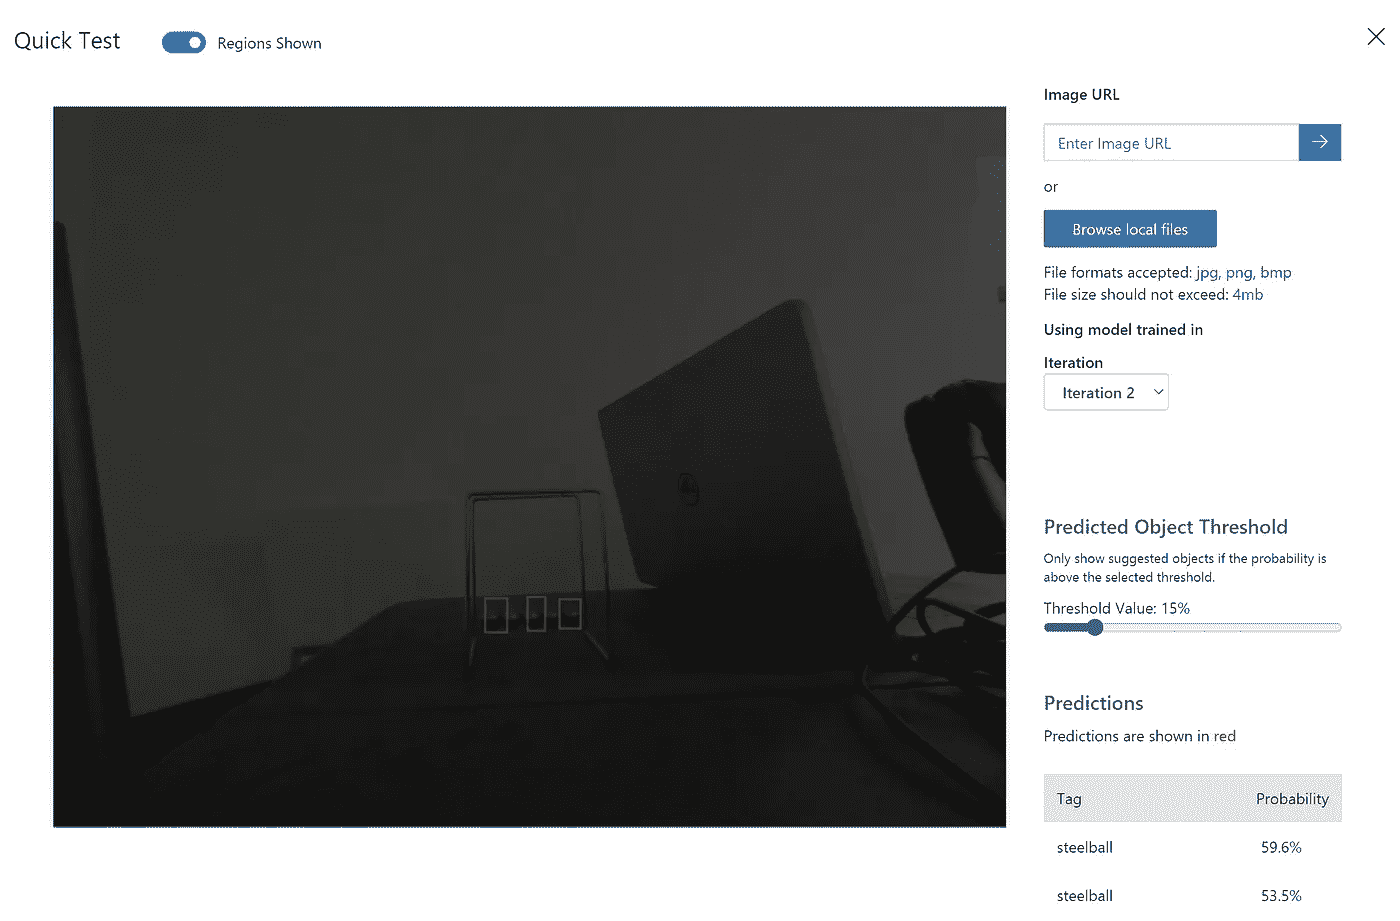 Quick Test
Regions Shown
Image URL
Enter Image URL
or
Browse local files
File formats accepted: jpg, png, bmp
File size should not exceed: 4mb
Using model trained in
Iteration
Iteration 2
Predicted Object Threshold
Only show suggested objects if the probability is
above the selected threshold.
Threshold Value: 15%
Predictions
Predictions are shown in red
Tag Probability
steelball 59.6%
steelball 53.5%